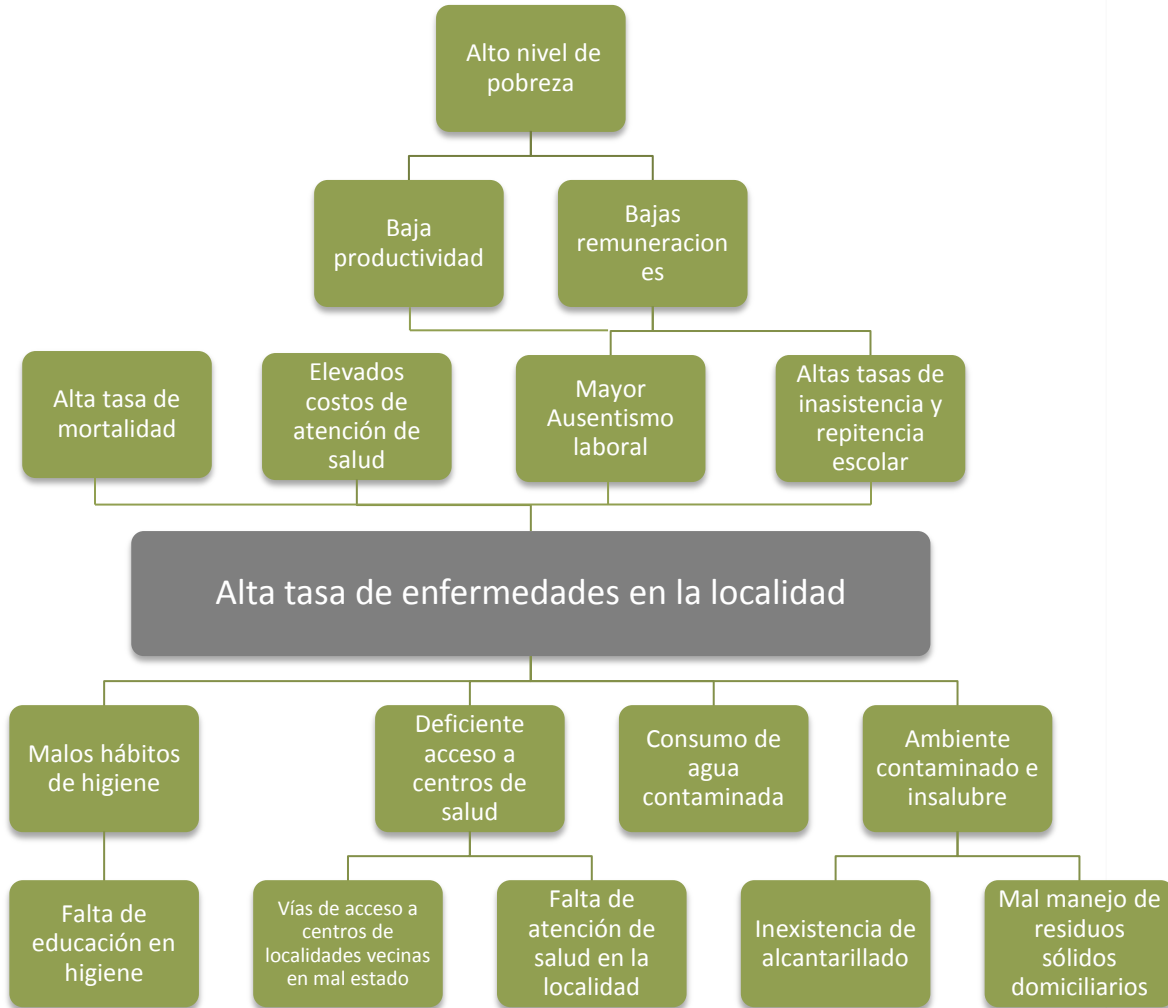 Alto nivel de
pobreza
Baja
productividad
Bajas
remuneracion
es
Alta tasa de
mortalidad
Elevados
costos de
atención de
salud
Mayor
Ausentismo
laboral
Altas tasas de
inasistencia y
repitencia
escolar
Alta tasa de enfermedades en la localidad
Malos hábitos
de higiene
Deficiente
acceso a
centros de
salud
Consumo de
agua
contaminada
Ambiente
contaminado e
insalubre
Falta de
educación en
higiene
Vías de acceso a
centros de
localidades vecinas
en mal estado
Falta de
atención de
salud en la
localidad
Inexistencia de
alcantarillado
Mal manejo de
residuos
sólidos
domiciliarios